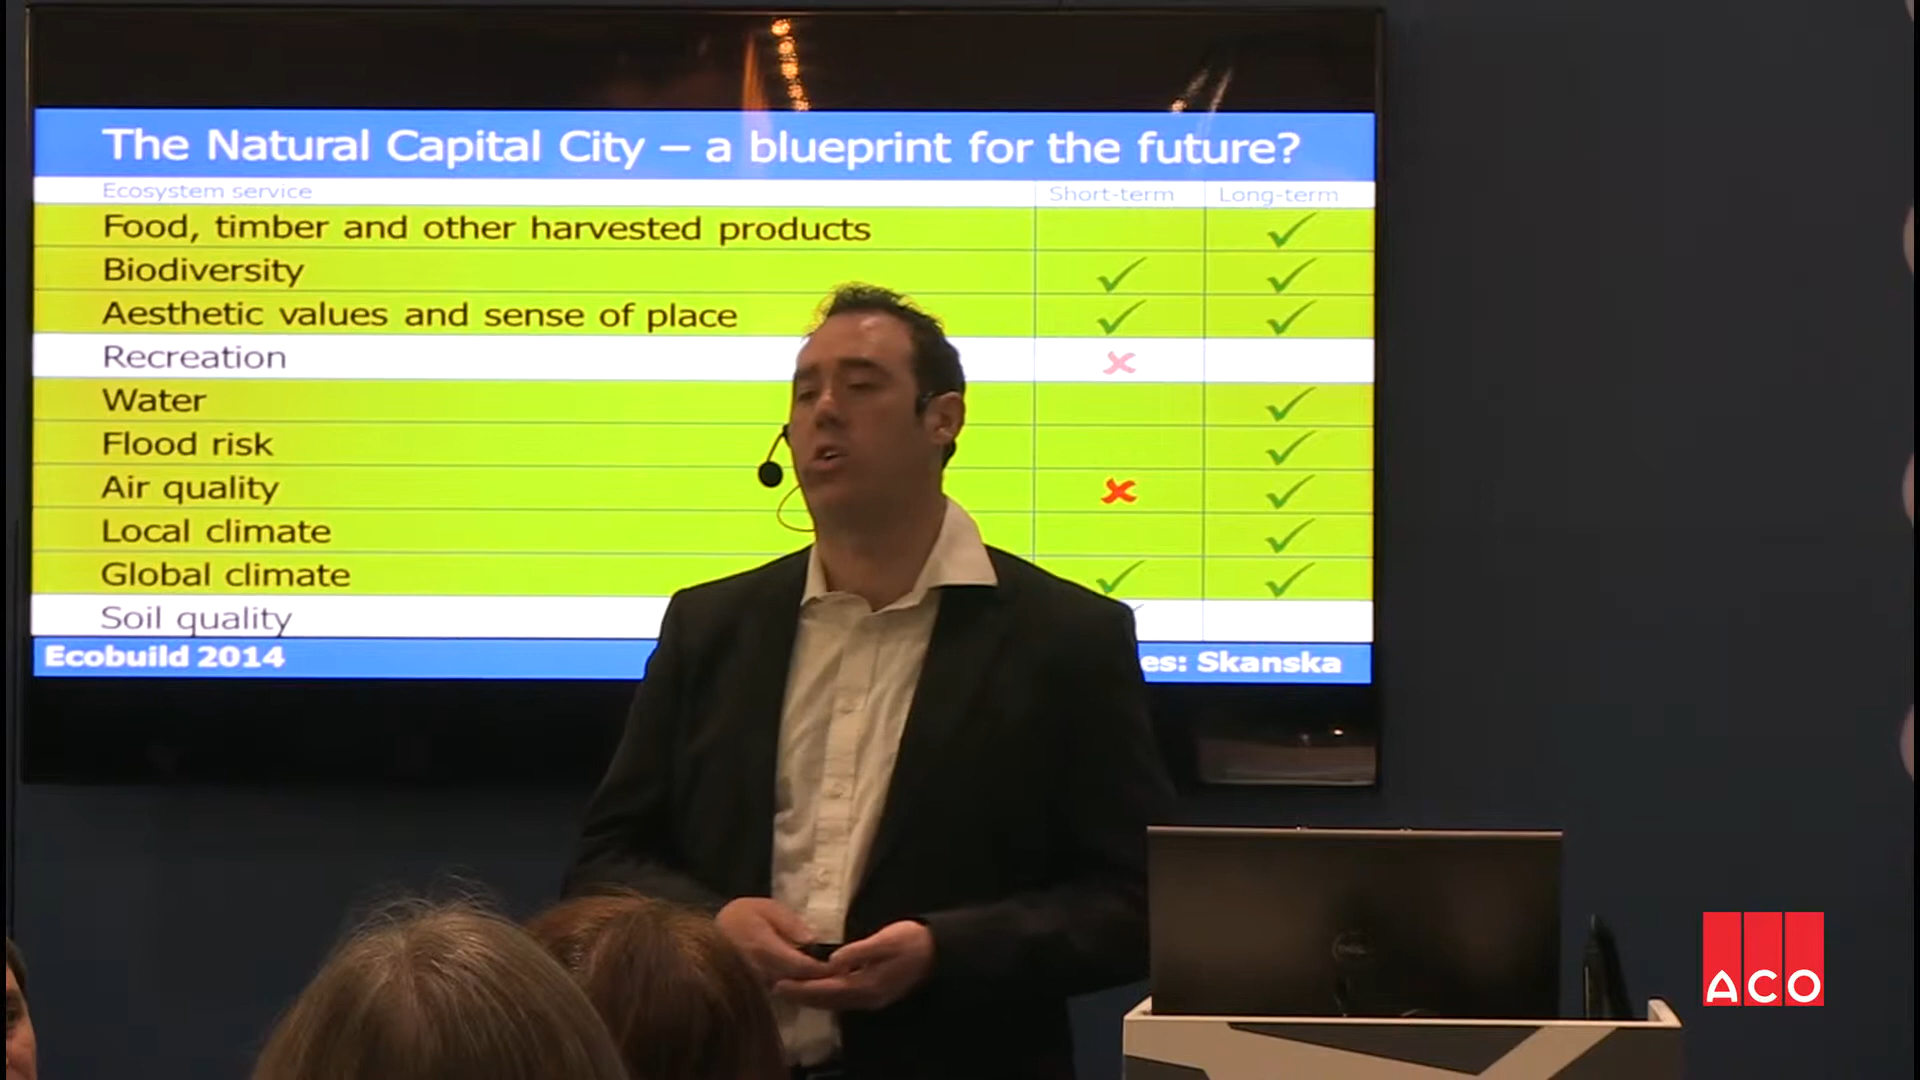 The Natural Capital City – a blueprint for the future?
Ecosystem service Short-term Long-term
Food, timber and other harvested products ✓
Biodiversity ✓ ✓
Aesthetic values and sense of place ✓ ✓
Recreation ✗
Water ✓
Flood risk ✓
Air quality ✗ ✓
Local climate ✓
Global climate ✓ ✓
Soil quality
Ecobuild 2014 es: Skanska
ACO